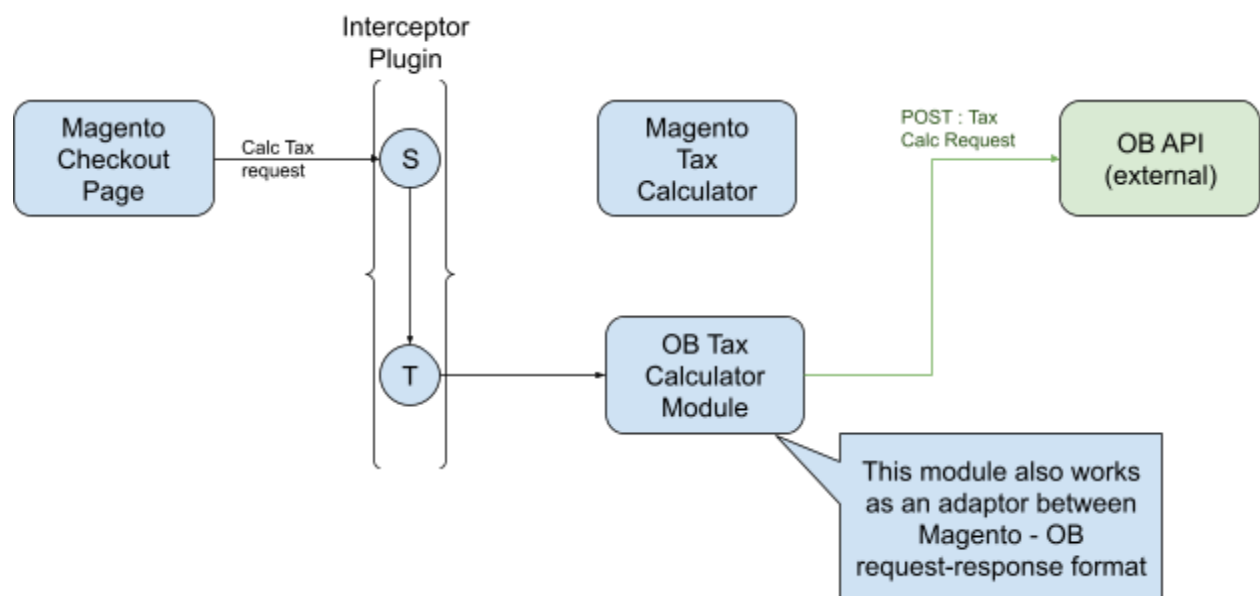 Interceptor
Plugin
Magento
Checkout
Page
Calc Tax
request
S
Magento
Tax
Calculator
POST : Tax
Calc Request
OB API
(external)
T
OB Tax
Calculator
Module
This module also works
as an adaptor between
Magento - OB
request-response format